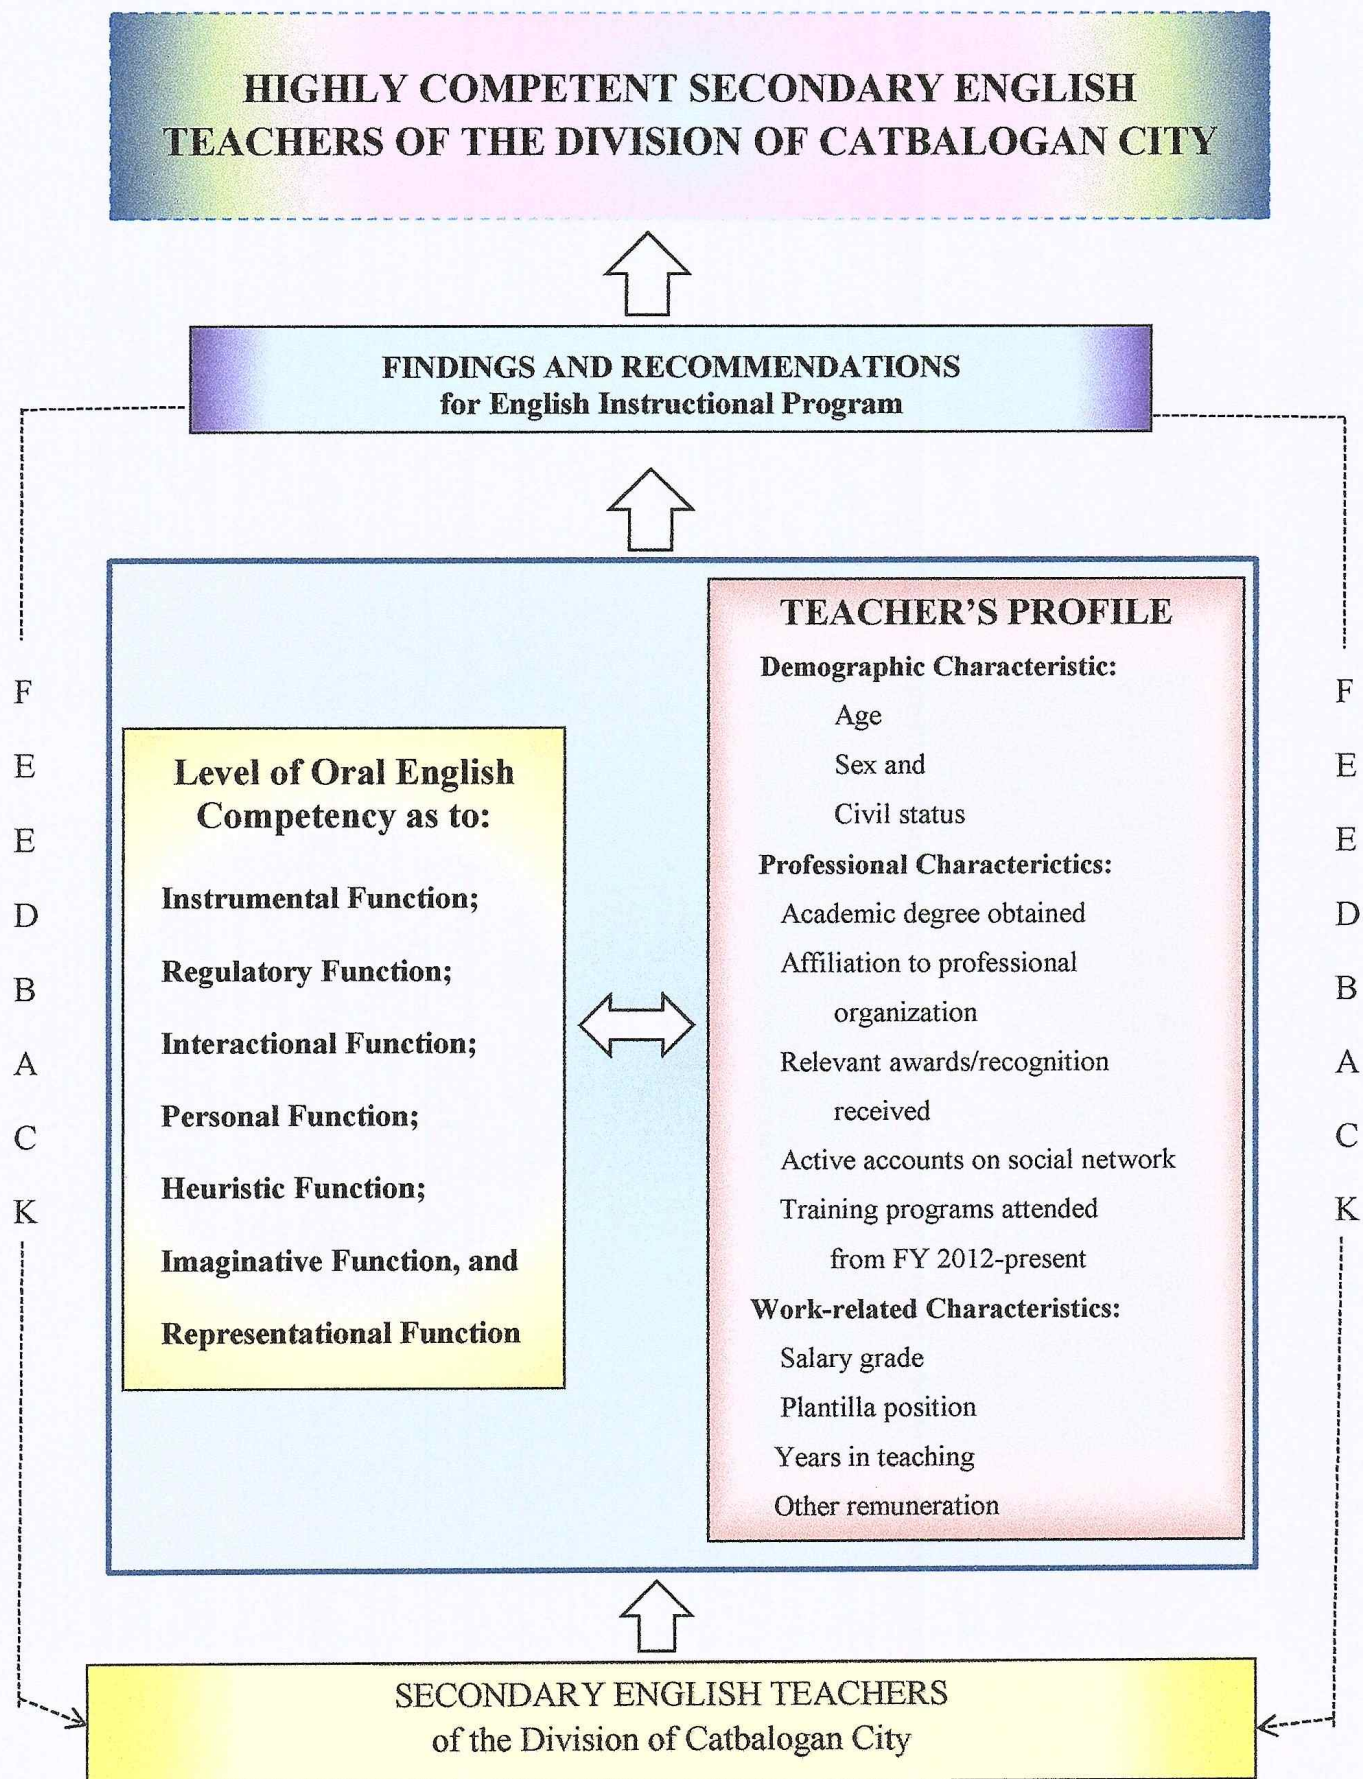 HIGHLY COMPETENT SECONDARY ENGLISH
TEACHERS OF THE DIVISION OF CATBALOGAN CITY
FINDINGS AND RECOMMENDATIONS
for English Instructional Program
F
E
E
D
B
A
C
K
Level of Oral English
Competency as to:
Instrumental Function;
Regulatory Function;
Interactional Function;
Personal Function;
Heuristic Function;
Imaginative Function, and
Representational Function
TEACHER’S PROFILE
Demographic Characteristic:
Age
Sex and
Civil status
Professional Characterictics:
Academic degree obtained
Affiliation to professional
organization
Relevant awards/recognition
received
Active accounts on social network
Training programs attended
from FY 2012-present
Work-related Characteristics:
Salary grade
Plantilla position
Years in teaching
Other remuneration
F
E
E
D
B
A
C
K
SECONDARY ENGLISH TEACHERS
of the Division of Catbalogan City